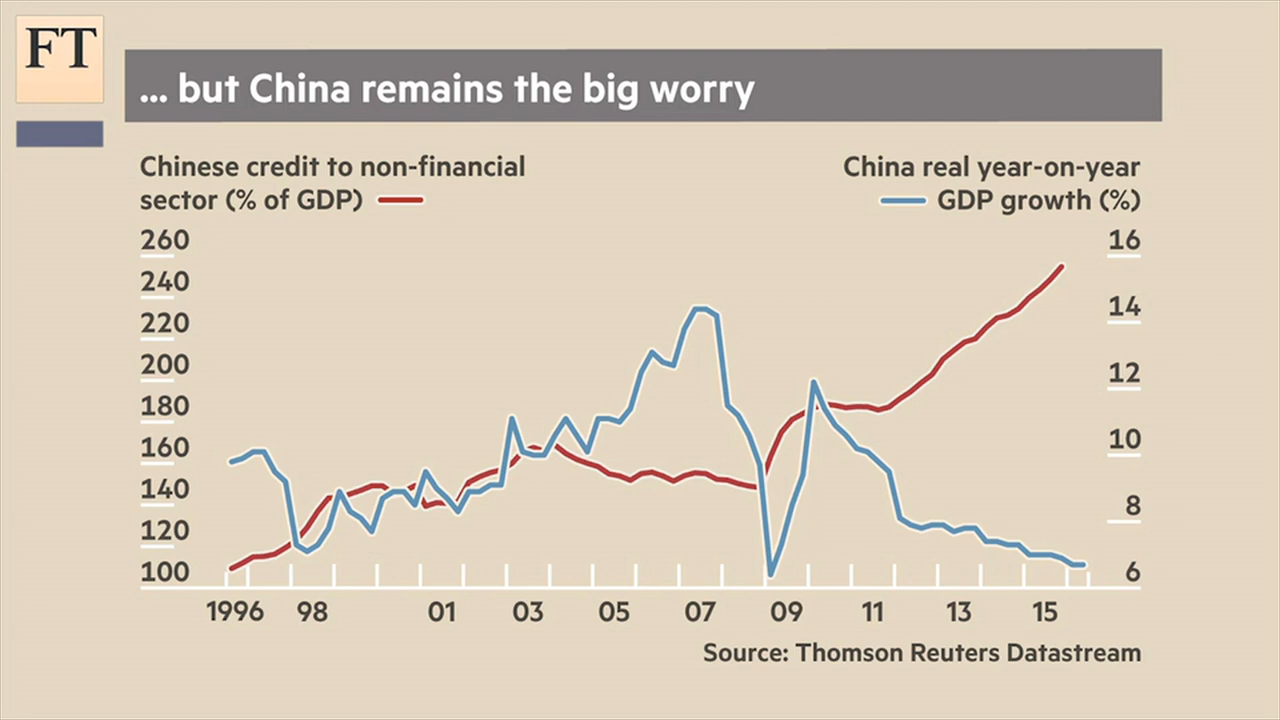 FT
... but China remains the big worry
Chinese credit to non-financial
sector (% of GDP)
China real year-on-year
GDP growth (%)
260
240
220
200
180
160
140
120
100
16
14
12
10
8
6
1996 98 01 03 05 07 09 11 13 15
Source: Thomson Reuters Datastream